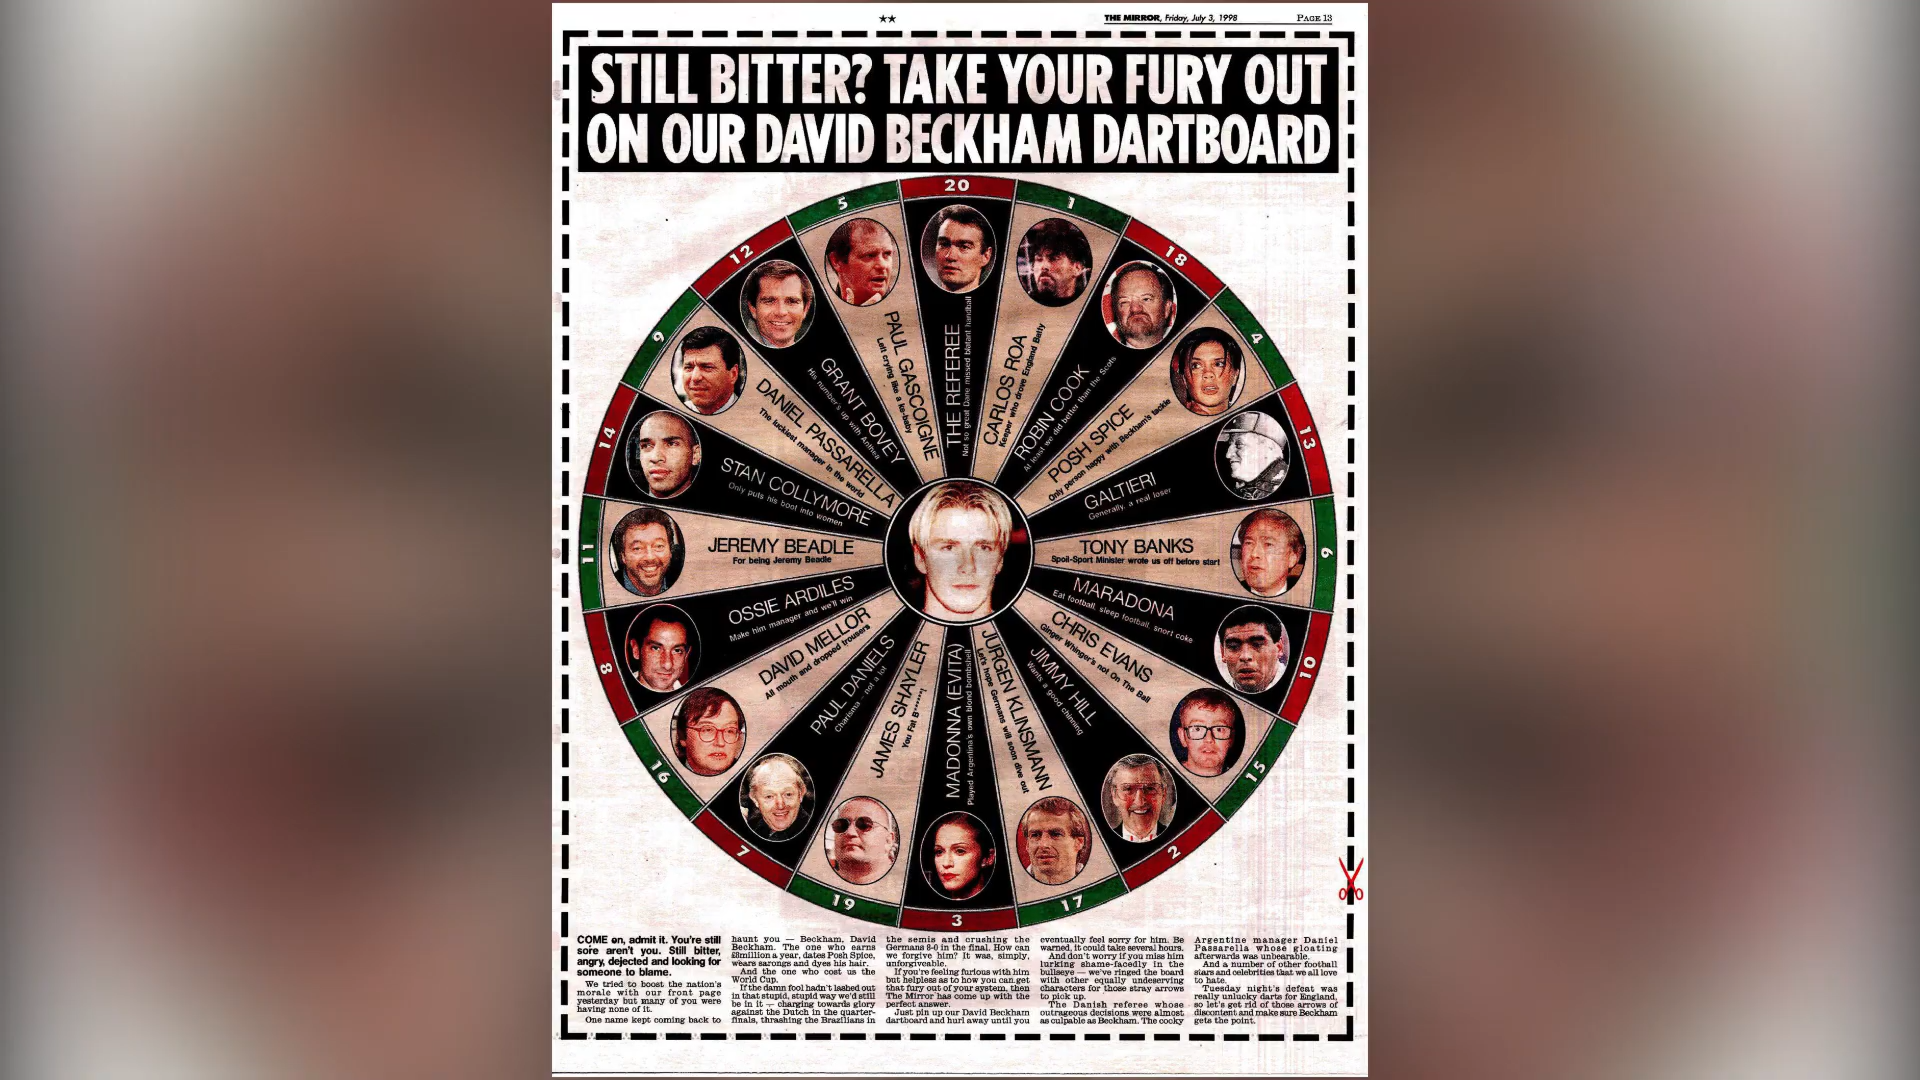 ★★
THE MIRROR, Friday, July 3, 1998 PAGE 13
STILL BITTER? TAKE YOUR FURY OUT
ON OUR DAVID BECKHAM DARTBOARD
20
THE REFEREE
Not so great Dane missed blatant handball
1
CARLOS ROA
Keeper who drove England Batty
18
ROBIN COOK
At least we did better than the Scots
4
POSH SPICE
Only person happy with Beckham's tackle
13
GALTIERI
Generally, a real loser
6
TONY BANKS
Spoil-Sport Minister wrote us off before start
10
MARADONA
Eat football, sleep football, snort coke
15
CHRIS EVANS
Ginger Whinger's not On The Ball
2
JIMMY HILL
Wants a good chinning
17
JURGEN KLINSMANN
Let's hope Germans will soon dive out
3
MADONNA (EVITA)
Played Argentina's own blond bombshell
19
JAMES SHAYLER
You Fat B*******!
7
PAUL DANIELS
Charisma - not a lot
16
DAVID MELLOR
All mouth and dropped trousers
8
OSSIE ARDILES
Make him manager and we'll win
11
JEREMY BEADLE
For being Jeremy Beadle
14
STAN COLLYMORE
Only puts his boot into women
9
DANIEL PASSARELLA
The luckiest manager in the world
12
GRANT BOVEY
His number's up with Anthea
5
PAUL GASCOIGNE
Left crying like a ke-baby
COME on, admit it. You're still
sore aren't you. Still bitter,
angry, dejected and looking for
someone to blame.
We tried to boost the nation's
morale with our front page
yesterday but many of you were
having none of it.
One name kept coming back to
haunt you — Beckham, David
Beckham. The one who earns
£8million a year, dates Posh Spice,
wears sarongs and dyes his hair.
And the one who cost us the
World Cup.
If the damn fool hadn't lashed out
in that stupid, stupid way we'd still
be in it — charging towards glory
against the Dutch in the quarter-
finals, thrashing the Brazilians in
the semis and crushing the
Germans 8-0 in the final. How can
we forgive him? It was, simply,
unforgiveable.
If you're feeling furious with him
but helpless as to how you can get
that fury out of your system, then
The Mirror has come up with the
perfect answer.
Just pin up our David Beckham
dartboard and hurl away until you
eventually feel sorry for him. Be
warned, it could take several hours.
And don't worry if you miss him
lurking shame-facedly in the
bullseye — we've ringed the board
with other equally undeserving
characters for those stray arrows
to pick up.
The Danish referee whose
outrageous decisions were almost
as culpable as Beckham. The cocky
Argentine manager Daniel
Passarella whose gloating
afterwards was unbearable.
And a number of other football
stars and celebrities that we all love
to hate.
Tuesday night's defeat was
really unlucky darts for England,
so let's get rid of those arrows of
discontent and make sure Beckham
gets the point.